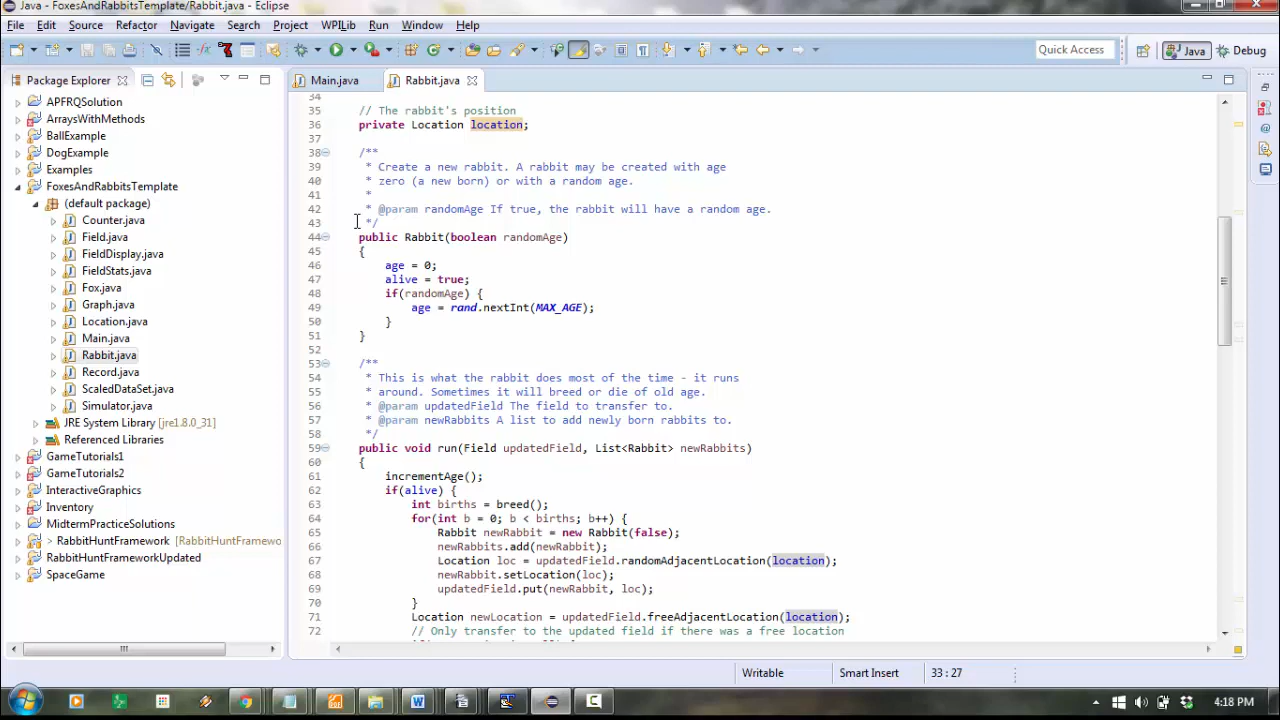 Java - FoxesAndRabbitsTemplate/Rabbit.java - Eclipse
File Edit Source Refactor Navigate Search Project WPILib Run Window Help
Quick Access Java Debug
Package Explorer
Main.java Rabbit.java
APFRQSolution
ArraysWithMethods
BallExample
DogExample
Examples
FoxesAndRabbitsTemplate
(default package)
Counter.java
Field.java
FieldDisplay.java
FieldStats.java
Fox.java
Graph.java
Location.java
Main.java
Rabbit.java
Record.java
ScaledDataSet.java
Simulator.java
JRE System Library [jre1.8.0_31]
Referenced Libraries
GameTutorials1
GameTutorials2
InteractiveGraphics
Inventory
MidtermPracticeSolutions
> RabbitHuntFramework [RabbitHuntFramewo
RabbitHuntFrameworkUpdated
SpaceGame
34
35 // The rabbit's position
36 private Location location;
37
38 /**
39 * Create a new rabbit. A rabbit may be created with age
40 * zero (a new born) or with a random age.
41 *
42 * @param randomAge If true, the rabbit will have a random age.
43 */
44 public Rabbit(boolean randomAge)
45 {
46 age = 0;
47 alive = true;
48 if(randomAge) {
49 age = rand.nextInt(MAX_AGE);
50 }
51 }
52
53 /**
54 * This is what the rabbit does most of the time - it runs
55 * around. Sometimes it will breed or die of old age.
56 * @param updatedField The field to transfer to.
57 * @param newRabbits A list to add newly born rabbits to.
58 */
59 public void run(Field updatedField, List<Rabbit> newRabbits)
60 {
61 incrementAge();
62 if(alive) {
63 int births = breed();
64 for(int b = 0; b < births; b++) {
65 Rabbit newRabbit = new Rabbit(false);
66 newRabbits.add(newRabbit);
67 Location loc = updatedField.randomAdjacentLocation(location);
68 newRabbit.setLocation(loc);
69 updatedField.put(newRabbit, loc);
70 }
71 Location newLocation = updatedField.freeAdjacentLocation(location);
72 // Only transfer to the updated field if there was a free location
Writable Smart Insert 33 : 27
4:18 PM